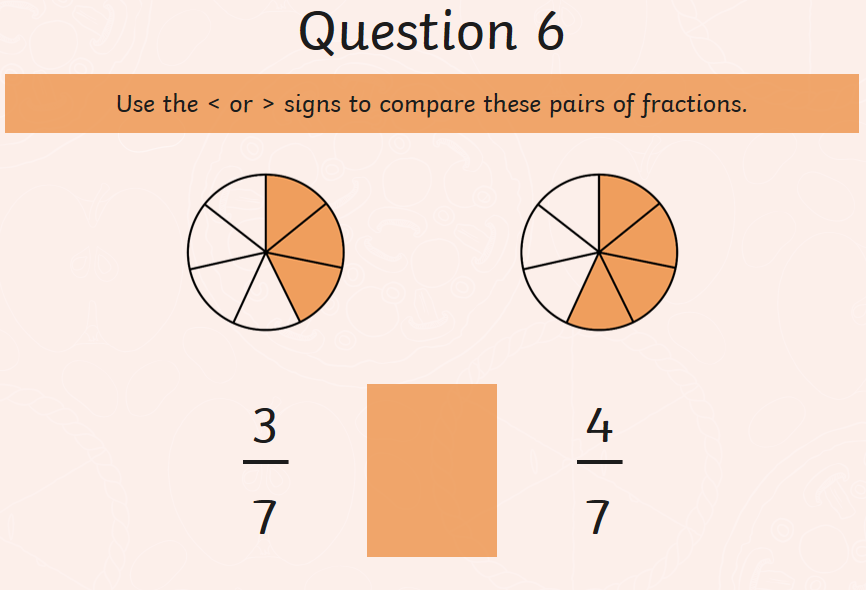 Question 6
Use the < or > signs to compare these pairs of fractions.
3 4
7 7